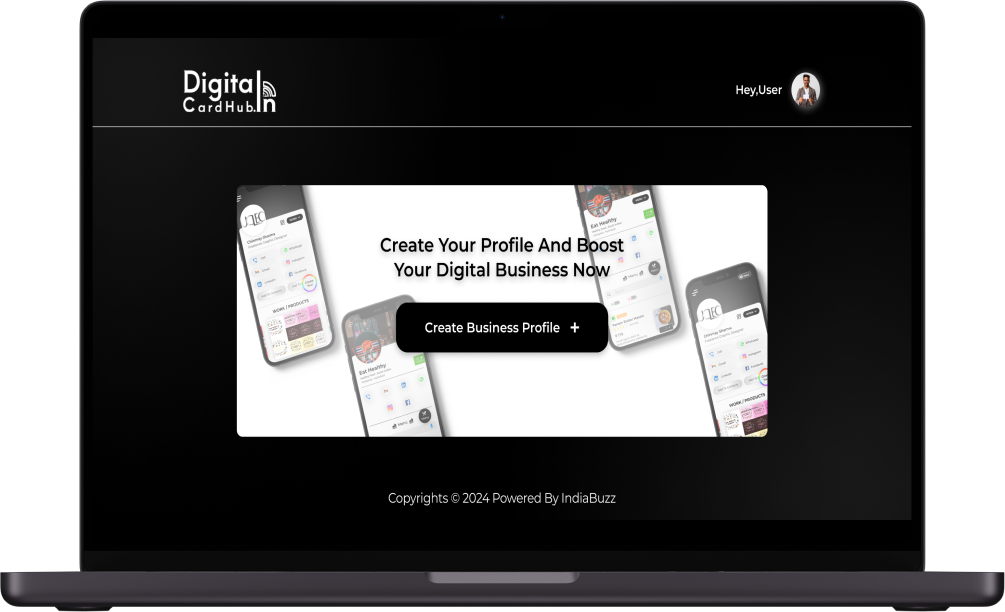 Digital In
CardHub.
Hey,User
Create Your Profile And Boost
Your Digital Business Now
Create Business Profile +
Eat Healthy
Eat Healthy
WORK / PRODUCTS
WORK / PRODUCTS
Copyrights © 2024 Powered By IndiaBuzz